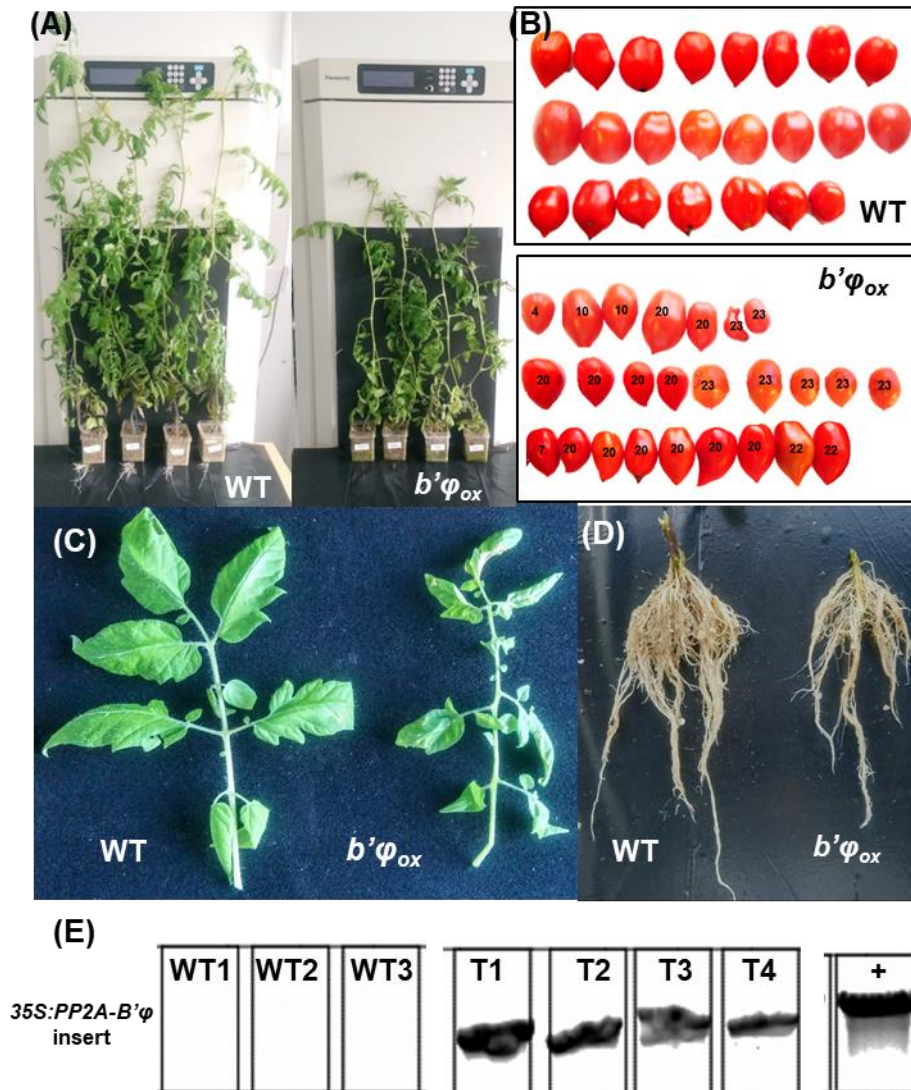 (A)
Panasonic
WT
b'φox
(B)
WT
b'φox
4 10 10 20 20 23 23
20 20 20 20 23 23 23 23 23
7 20 20 20 20 20 20 22 22
(C)
WT
b'φox
(D)
WT
b'φox
(E)
WT1 WT2 WT3 T1 T2 T3 T4 +
35S:PP2A-B'φ
insert